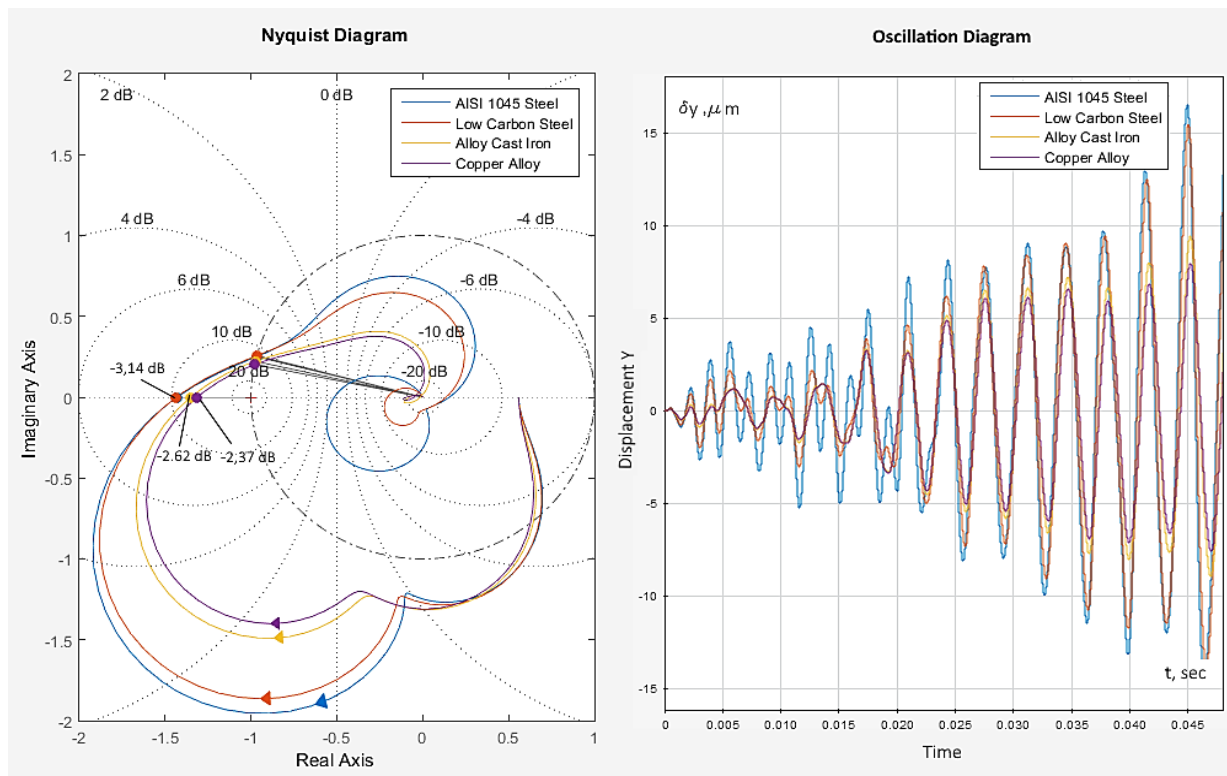 Nyquist Diagram
2 dB
0 dB
AISI 1045 Steel
Low Carbon Steel
Alloy Cast Iron
Copper Alloy
4 dB
-4 dB
6 dB
-6 dB
10 dB
-10 dB
20 dB
-20 dB
-3,14 dB
-2.62 dB
-2,37 dB
2
1.5
1
0.5
0
-0.5
-1
-1.5
-2
Imaginary Axis
-2
-1.5
-1
-0.5
0
0.5
1
Real Axis
Oscillation Diagram
δy ,μ m
AISI 1045 Steel
Low Carbon Steel
Alloy Cast Iron
Copper Alloy
15
10
5
0
-5
-10
-15
Displacement Y
t, sec
0
0.005
0.010
0.015
0.020
0.025
0.030
0.035
0.040
0.045
Time